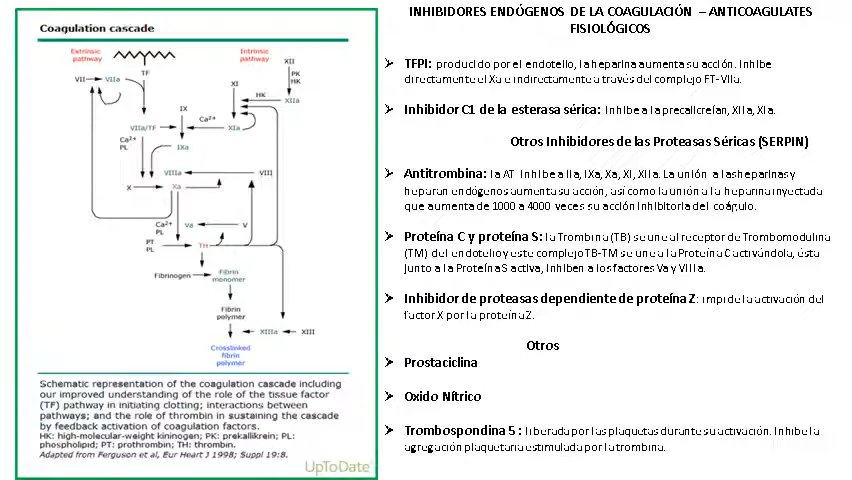 Coagulation cascade
Extrinsic
pathway
Intrinsic
pathway
XII
TF
PK
HK
VII
VIIa
XI
HK
XIIa
IX
Ca2+
VIIa/TF
XIa
Ca2+
PL
IXa
VIIIa
VIII
X
Xa
Ca2+
PL
Va
V
PT
PL
TH
Fibrinogen
Fibrin
monomer
Fibrin
polymer
XIIIa
XIII
Crosslinked
fibrin
polymer
Schematic representation of the coagulation cascade including
our improved understanding of the role of the tissue factor
(TF) pathway in initiating clotting; interactions between
pathways; and the role of thrombin in sustaining the cascade
by feedback activation of coagulation factors.
HK: high-molecular-weight kininogen; PK: prekallikrein; PL:
phospholipid; PT: prothrombin; TH: thrombin.
Adapted from Ferguson et al, Eur Heart J 1998; Suppl 19:8.
UpToDate
INHIBIDORES ENDÓGENOS DE LA COAGULACIÓN – ANTICOAGULATES
FISIOLÓGICOS
➢ TFPI: producido por el endotelio, la heparina aumenta su acción. Inhibe
directamente el Xa e indirectamente a través del complejo FT-VIIa.
➢ Inhibidor C1 de la esterasa sérica: Inhibe a la precalicreían, XIIa, XIa.
Otros Inhibidores de las Proteasas Séricas (SERPIN)
➢ Antitrombina: la AT inhibe a IIa, IXa, Xa, XI, XIIa. La unión a las heparinas y
heparan endógenos aumenta su acción, así como la unión a la heparina inyectada
que aumenta de 1000 a 4000 veces su acción inhibitoria del coágulo.
➢ Proteína C y proteína S: la Trombina (TB) se une al receptor de Trombomodulina
(TM) del endotelio y este complejo TB-TM se une a la Proteína C activándola, ésta
junto a la Proteína S activa, inhiben a los factores Va y VIIIa.
➢ Inhibidor de proteasas dependiente de proteína Z: impide la activación del
factor X por la proteína Z.
Otros
➢ Prostaciclina
➢ Oxido Nítrico
➢ Trombospondina 5 : liberada por las plaquetas durante su activación. Inhibe la
agregación plaquetaria estimulada por la trombina.